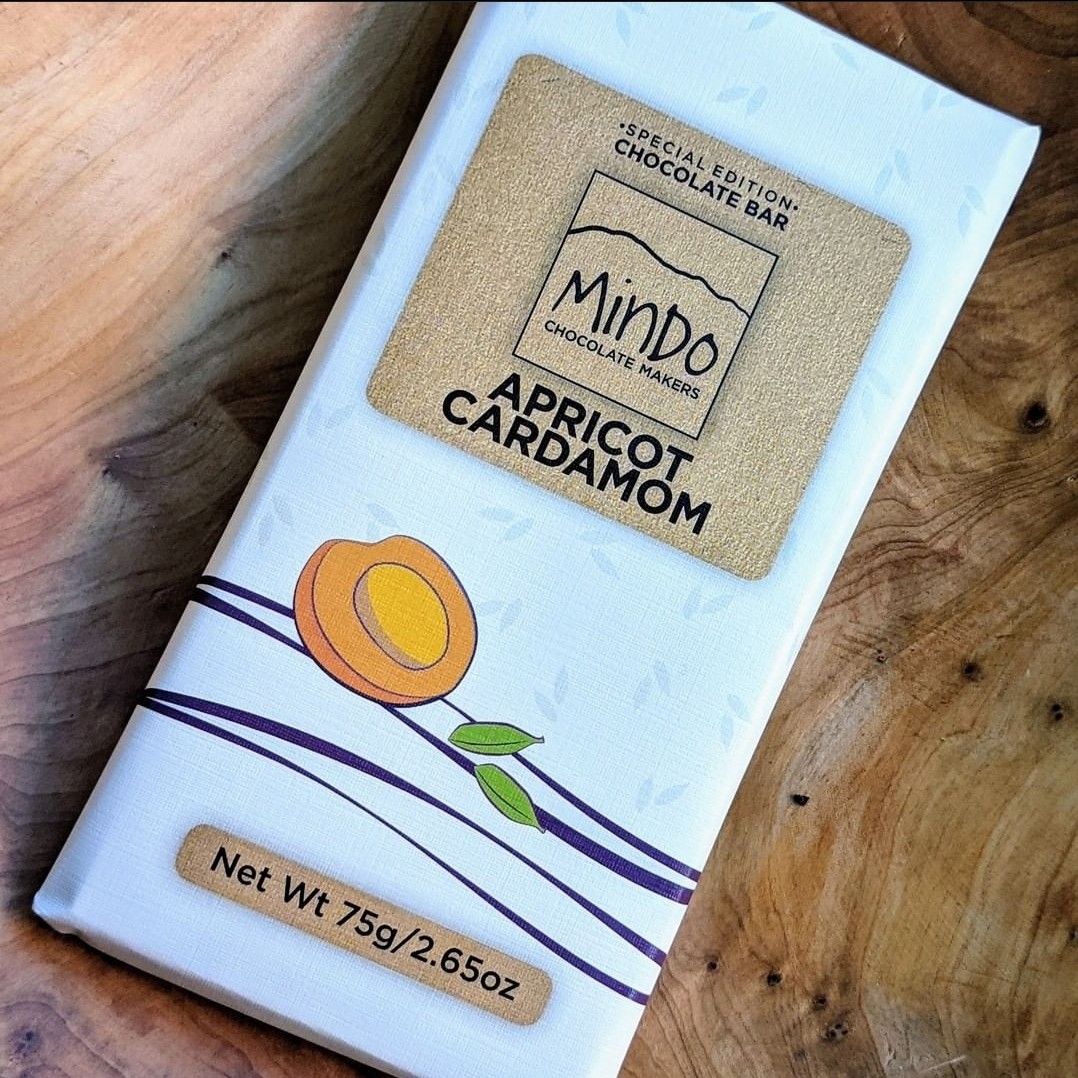 •SPECIAL EDITION•
CHOCOLATE BAR
MinDO
CHOCOLATE MAKERS
APRICOT
CARDAMOM
Net Wt 75g/2.65oz